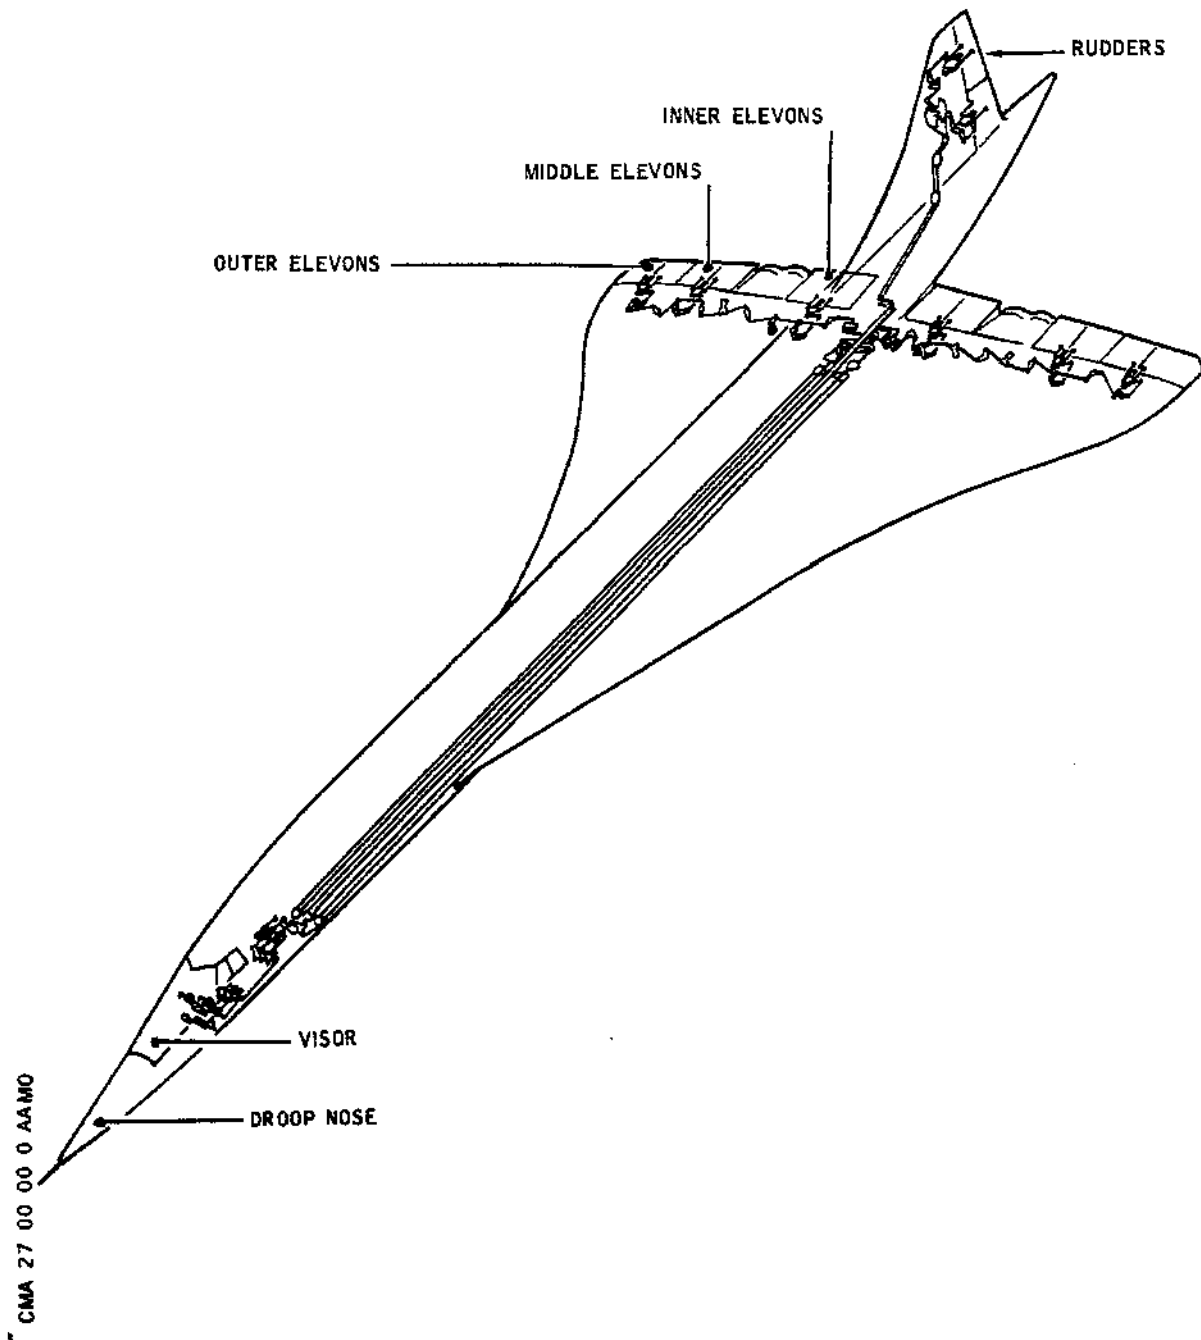 RUDDERS
INNER ELEVONS
MIDDLE ELEVONS
OUTER ELEVONS
VISOR
DROOP NOSE
CMA 27 00 00 0 AAMO